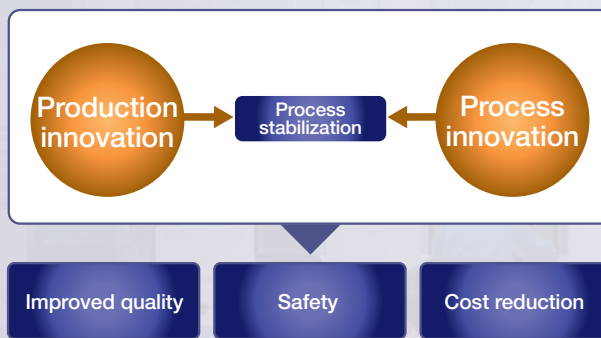 Production
innovation
Process
stabilization
Process
innovation
Improved quality
Safety
Cost reduction